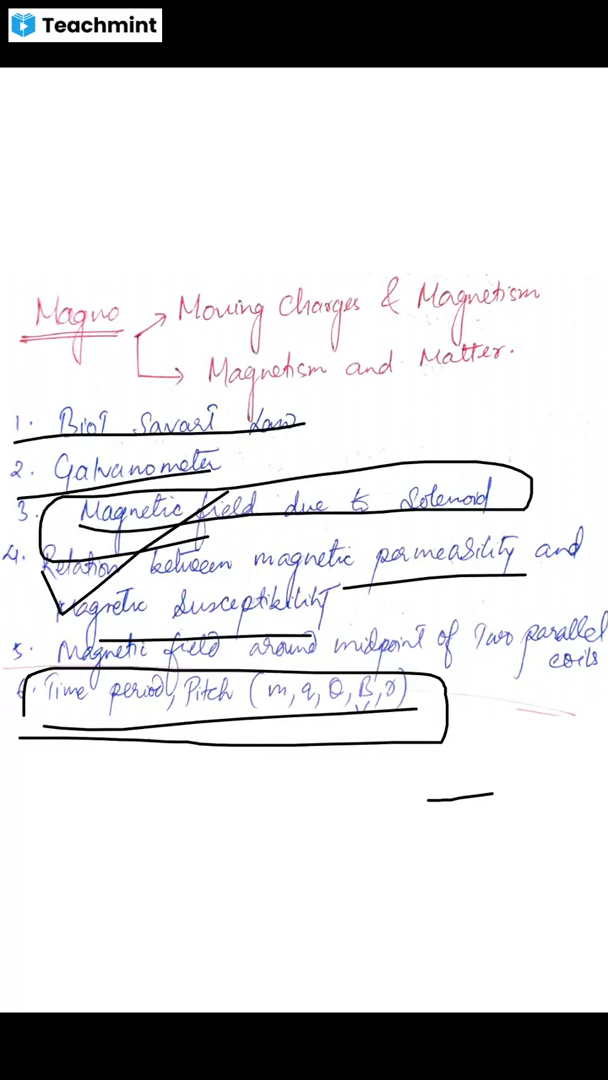 Teachmint
Magno → Moving Charges & Magnetism
→ Magnetism and Matter.
1. Biot Savart Law
2. Galvanometer
3. Magnetic field due to Solenoid
4. Relation between magnetic permeability and
Magnetic Susceptibility
5. Magnetic field around midpoint of Two parallel
coils
6. Time period, Pitch (m, q, θ, B, v)